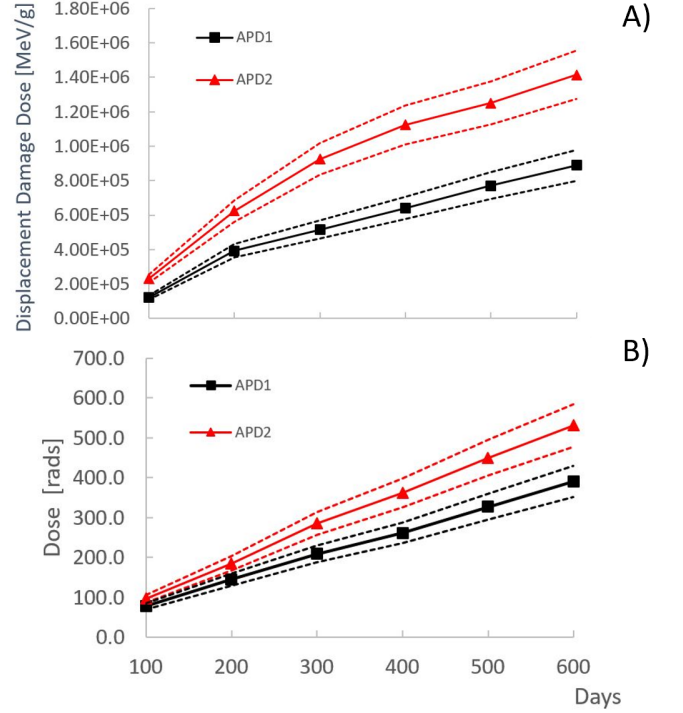 A)
Displacement Damage Dose [MeV/g]
1.80E+06
1.60E+06
1.40E+06
1.20E+06
1.00E+06
8.00E+05
6.00E+05
4.00E+05
2.00E+05
0.00E+00
APD1
APD2
B)
Dose [rads]
700.0
600.0
500.0
400.0
300.0
200.0
100.0
0.0
APD1
APD2
100 200 300 400 500 600
Days